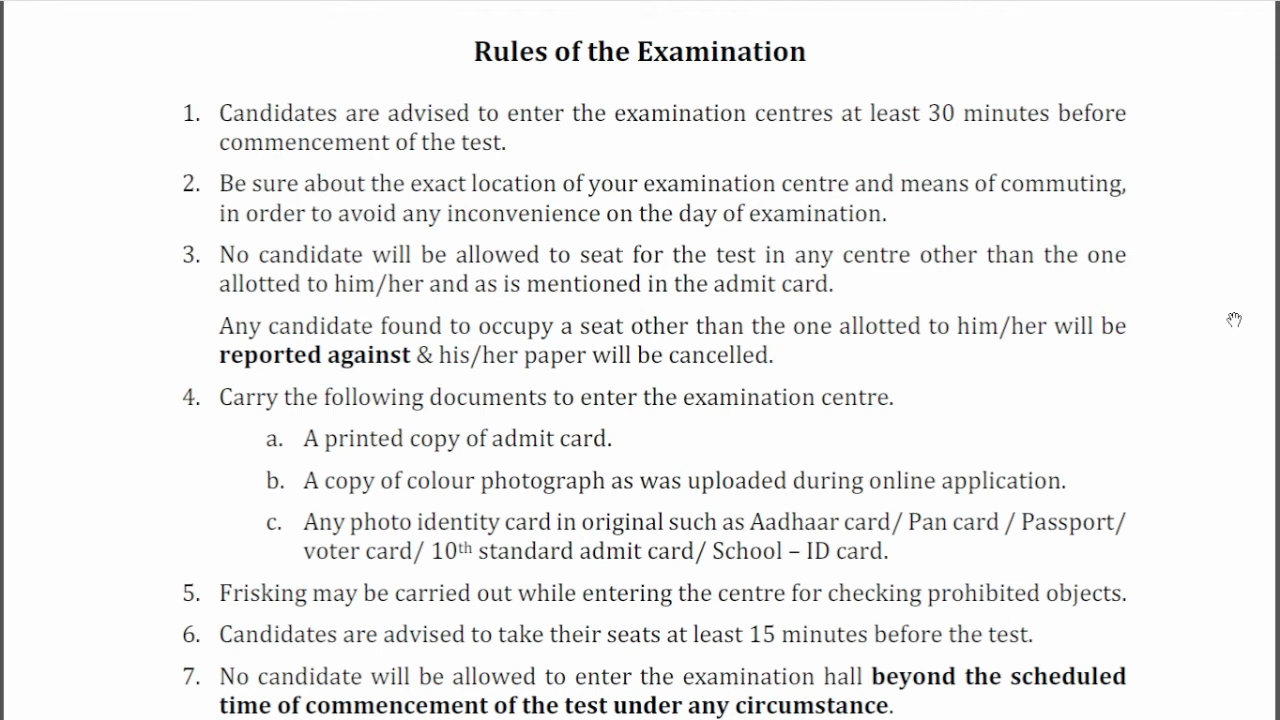 Rules of the Examination
1. Candidates are advised to enter the examination centres at least 30 minutes before
commencement of the test.
2. Be sure about the exact location of your examination centre and means of commuting,
in order to avoid any inconvenience on the day of examination.
3. No candidate will be allowed to seat for the test in any centre other than the one
allotted to him/her and as is mentioned in the admit card.
Any candidate found to occupy a seat other than the one allotted to him/her will be
reported against & his/her paper will be cancelled.
4. Carry the following documents to enter the examination centre.
a. A printed copy of admit card.
b. A copy of colour photograph as was uploaded during online application.
c. Any photo identity card in original such as Aadhaar card/ Pan card / Passport/
voter card/ 10th standard admit card/ School – ID card.
5. Frisking may be carried out while entering the centre for checking prohibited objects.
6. Candidates are advised to take their seats at least 15 minutes before the test.
7. No candidate will be allowed to enter the examination hall beyond the scheduled
time of commencement of the test under any circumstance.